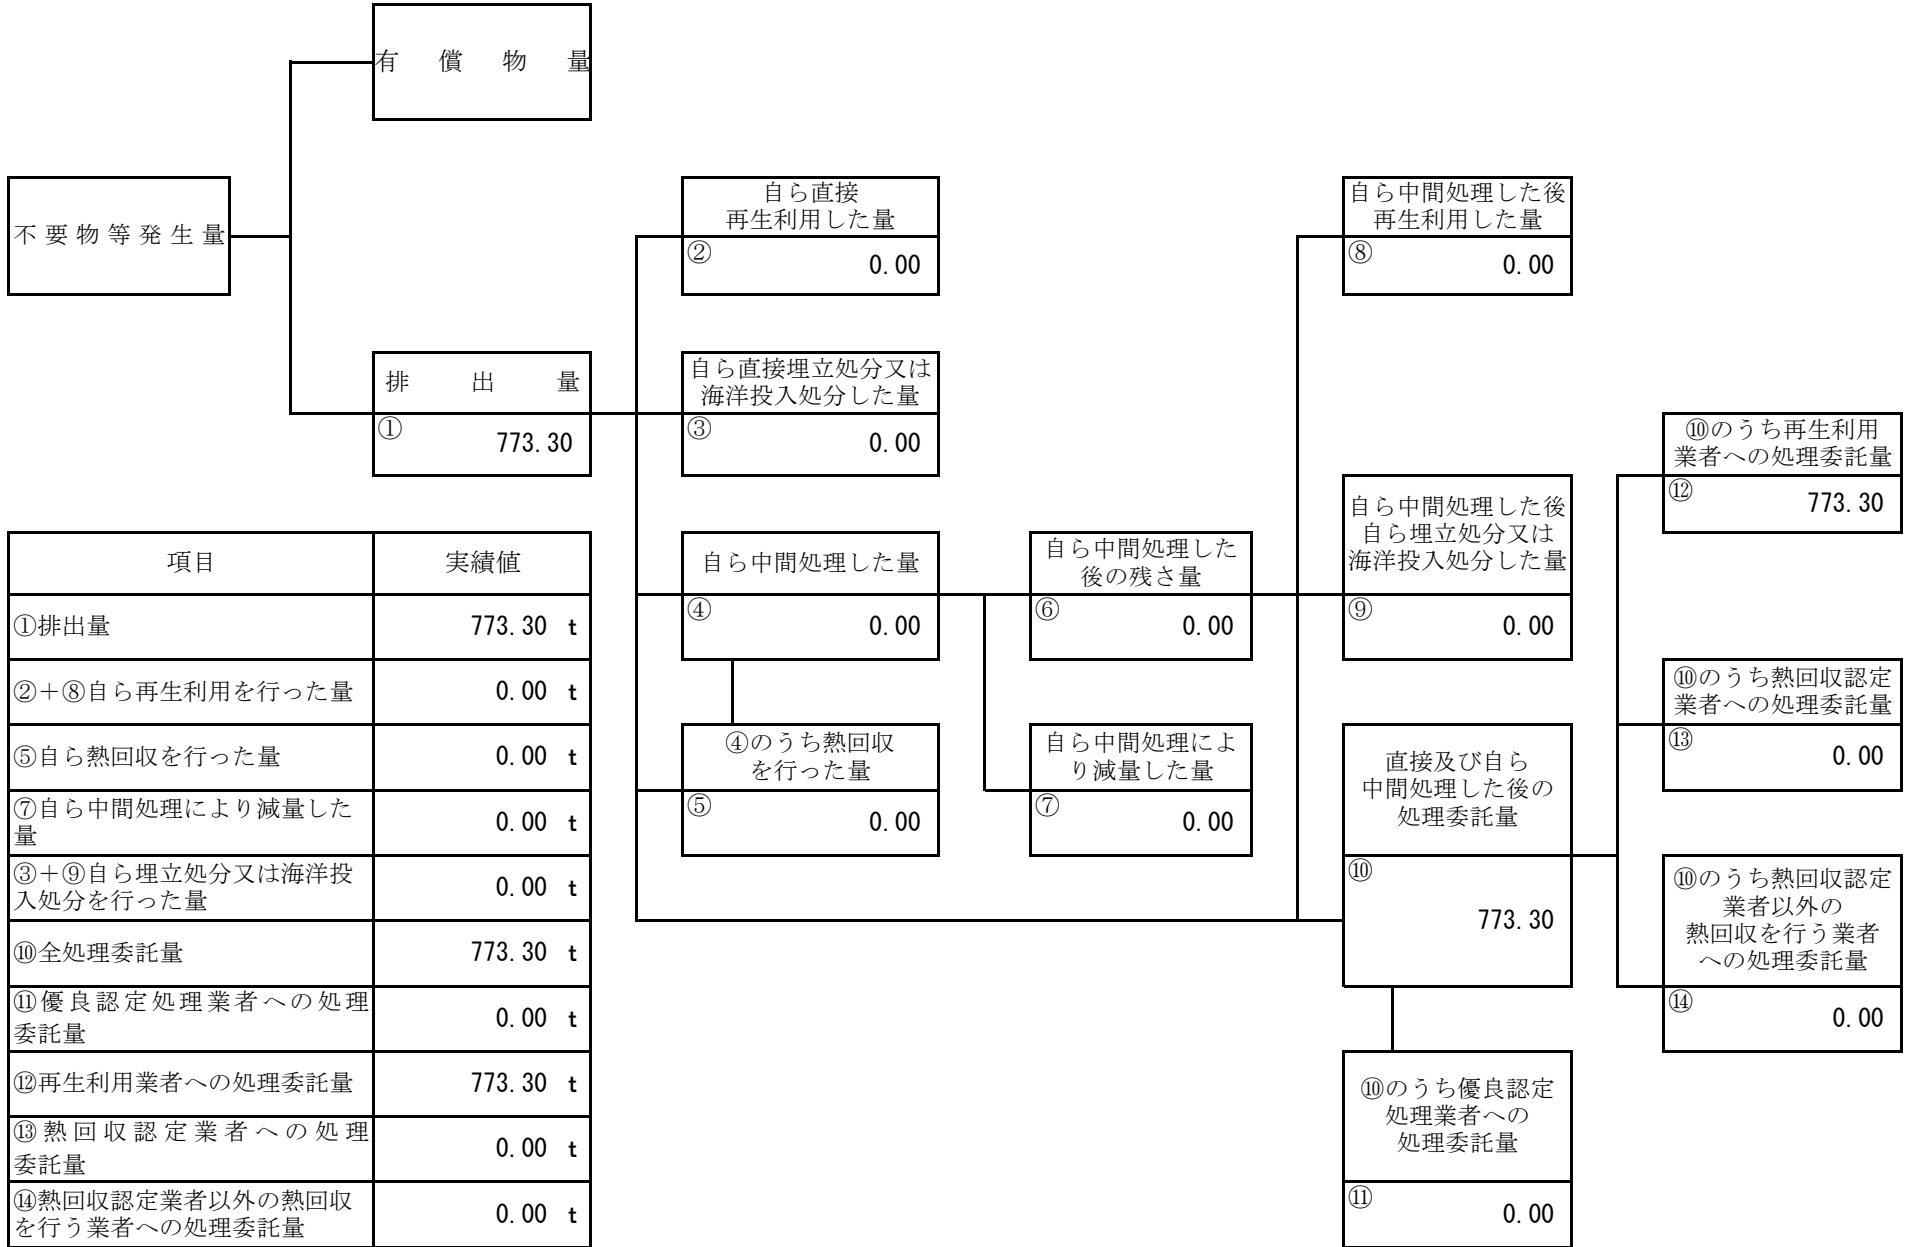 有償物量
不要物等発生量
自ら直接
再生利用した量
②
0.00
自ら中間処理した後
再生利用した量
⑧
0.00
排出量
①
773.30
自ら直接埋立処分又は
海洋投入処分した量
③
0.00
⑩のうち再生利用
業者への処理委託量
⑫
773.30
自ら中間処理した量
④
0.00
自ら中間処理した
後の残さ量
⑥
0.00
自ら中間処理した後
自ら埋立処分又は
海洋投入処分した量
⑨
0.00
④のうち熱回収
を行った量
⑤
0.00
自ら中間処理によ
り減量した量
⑦
0.00
直接及び自ら
中間処理した後の
処理委託量
⑩
773.30
⑩のうち熱回収認定
業者への処理委託量
⑬
0.00
⑩のうち熱回収認定
業者以外の
熱回収を行う業者
への処理委託量
⑭
0.00
⑩のうち優良認定
処理業者への
処理委託量
⑪
0.00
項目 実績値
①排出量 773.30 t
②+⑧自ら再生利用を行った量 0.00 t
⑤自ら熱回収を行った量 0.00 t
⑦自ら中間処理により減量した
量 0.00 t
③+⑨自ら埋立処分又は海洋投
入処分を行った量 0.00 t
⑩全処理委託量 773.30 t
⑪優良認定処理業者への処理
委託量 0.00 t
⑫再生利用業者への処理委託量 773.30 t
⑬熱回収認定業者への処理
委託量 0.00 t
⑭熱回収認定業者以外の熱回収
を行う業者への処理委託量 0.00 t